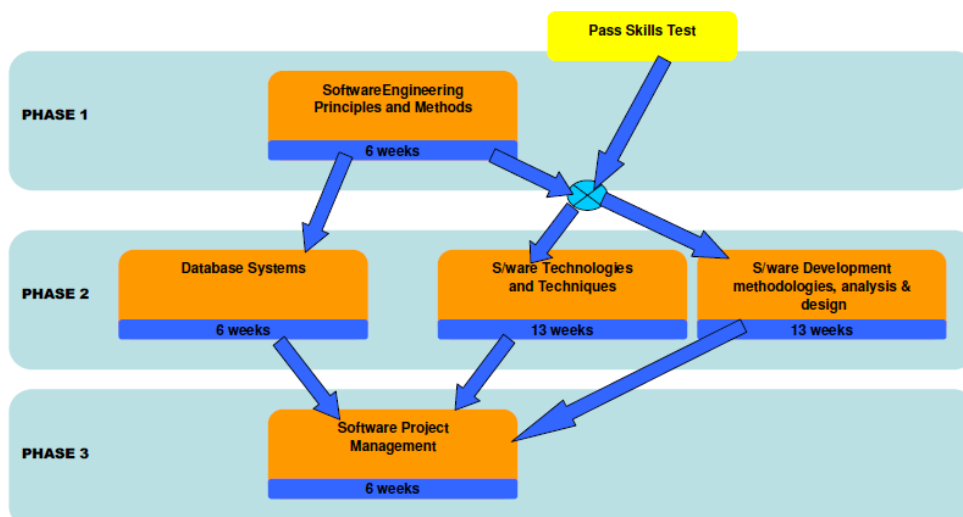 Pass Skills Test
PHASE 1
SoftwareEngineering
Principles and Methods
6 weeks
PHASE 2
Database Systems
6 weeks
S/ware Technologies
and Techniques
13 weeks
S/ware Development
methodologies, analysis &
design
13 weeks
PHASE 3
Software Project
Management
6 weeks